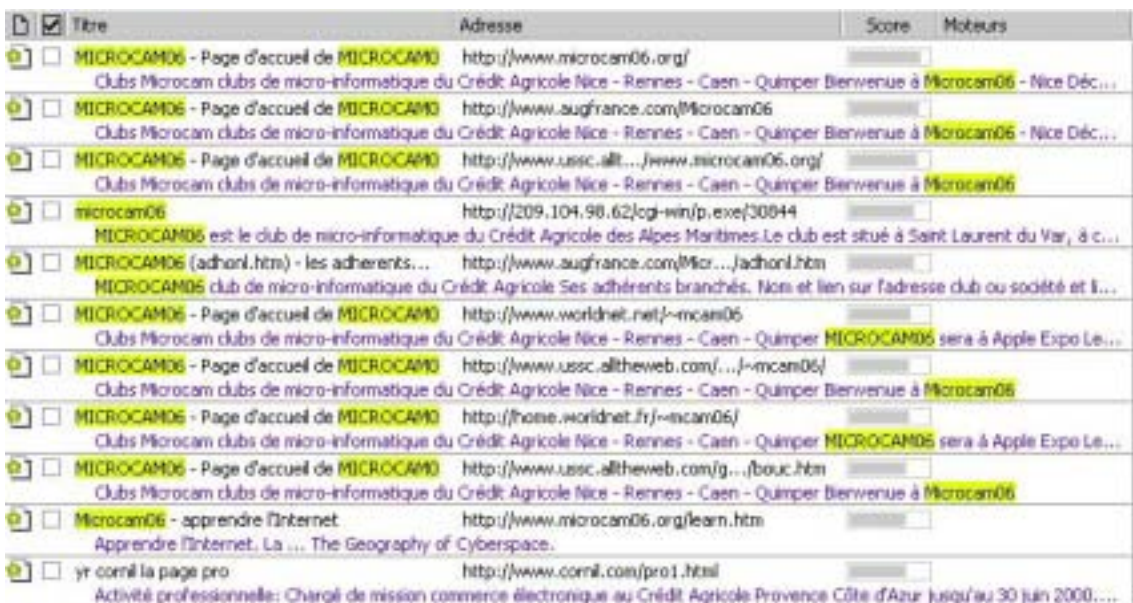 Titre Adresse Score Moteurs
MICROCAM06 - Page d'accueil de MICROCAM0 http://www.microcam06.org/
Clubs Microcam clubs de micro-informatique du Crédit Agricole Nice - Rennes - Caen - Quimper Bienvenue à Microcam06 - Nice Déc...
MICROCAM06 - Page d'accueil de MICROCAM0 http://www.augfrance.com/Microcam06
Clubs Microcam clubs de micro-informatique du Crédit Agricole Nice - Rennes - Caen - Quimper Bienvenue à Microcam06 - Nice Déc...
MICROCAM06 - Page d'accueil de MICROCAM0 http://www.ussc.allt.../www.microcam06.org/
Clubs Microcam clubs de micro-informatique du Crédit Agricole Nice - Rennes - Caen - Quimper Bienvenue à Microcam06
microcam06 http://209.104.98.62/cgi-win/p.exe/30844
MICROCAM06 est le club de micro-informatique du Crédit Agricole des Alpes Maritimes.Le club est situé à Saint Laurent du Var, à c...
MICROCAM06 (adhonl.htm) - les adherents... http://www.augfrance.com/Micr.../adhonl.htm
MICROCAM06 club de micro-informatique du Crédit Agricole Ses adhérents branchés. Nom et lien sur l'adresse club ou société et li...
MICROCAM06 - Page d'accueil de MICROCAM0 http://www.worldnet.net/~mcam06
Clubs Microcam clubs de micro-informatique du Crédit Agricole Nice - Rennes - Caen - Quimper MICROCAM06 sera à Apple Expo Le...
MICROCAM06 - Page d'accueil de MICROCAM0 http://www.ussc.alltheweb.com/.../~mcam06/
Clubs Microcam clubs de micro-informatique du Crédit Agricole Nice - Rennes - Caen - Quimper Bienvenue à Microcam06
MICROCAM06 - Page d'accueil de MICROCAM0 http://home.worldnet.fr/~mcam06/
Clubs Microcam clubs de micro-informatique du Crédit Agricole Nice - Rennes - Caen - Quimper MICROCAM06 sera à Apple Expo Le...
MICROCAM06 - Page d'accueil de MICROCAM0 http://www.ussc.alltheweb.com/g.../bouc.htm
Clubs Microcam clubs de micro-informatique du Crédit Agricole Nice - Rennes - Caen - Quimper Bienvenue à Microcam06
Microcam06 - apprendre l'Internet http://www.microcam06.org/learn.htm
Apprendre l'Internet. La ... The Geography of Cyberspace.
yr cornil la page pro http://www.cornil.com/pro1.html
Activité professionnelle: Chargé de mission commerce électronique au Crédit Agricole Provence Côte d'Azur jusqu'au 30 juin 2000....